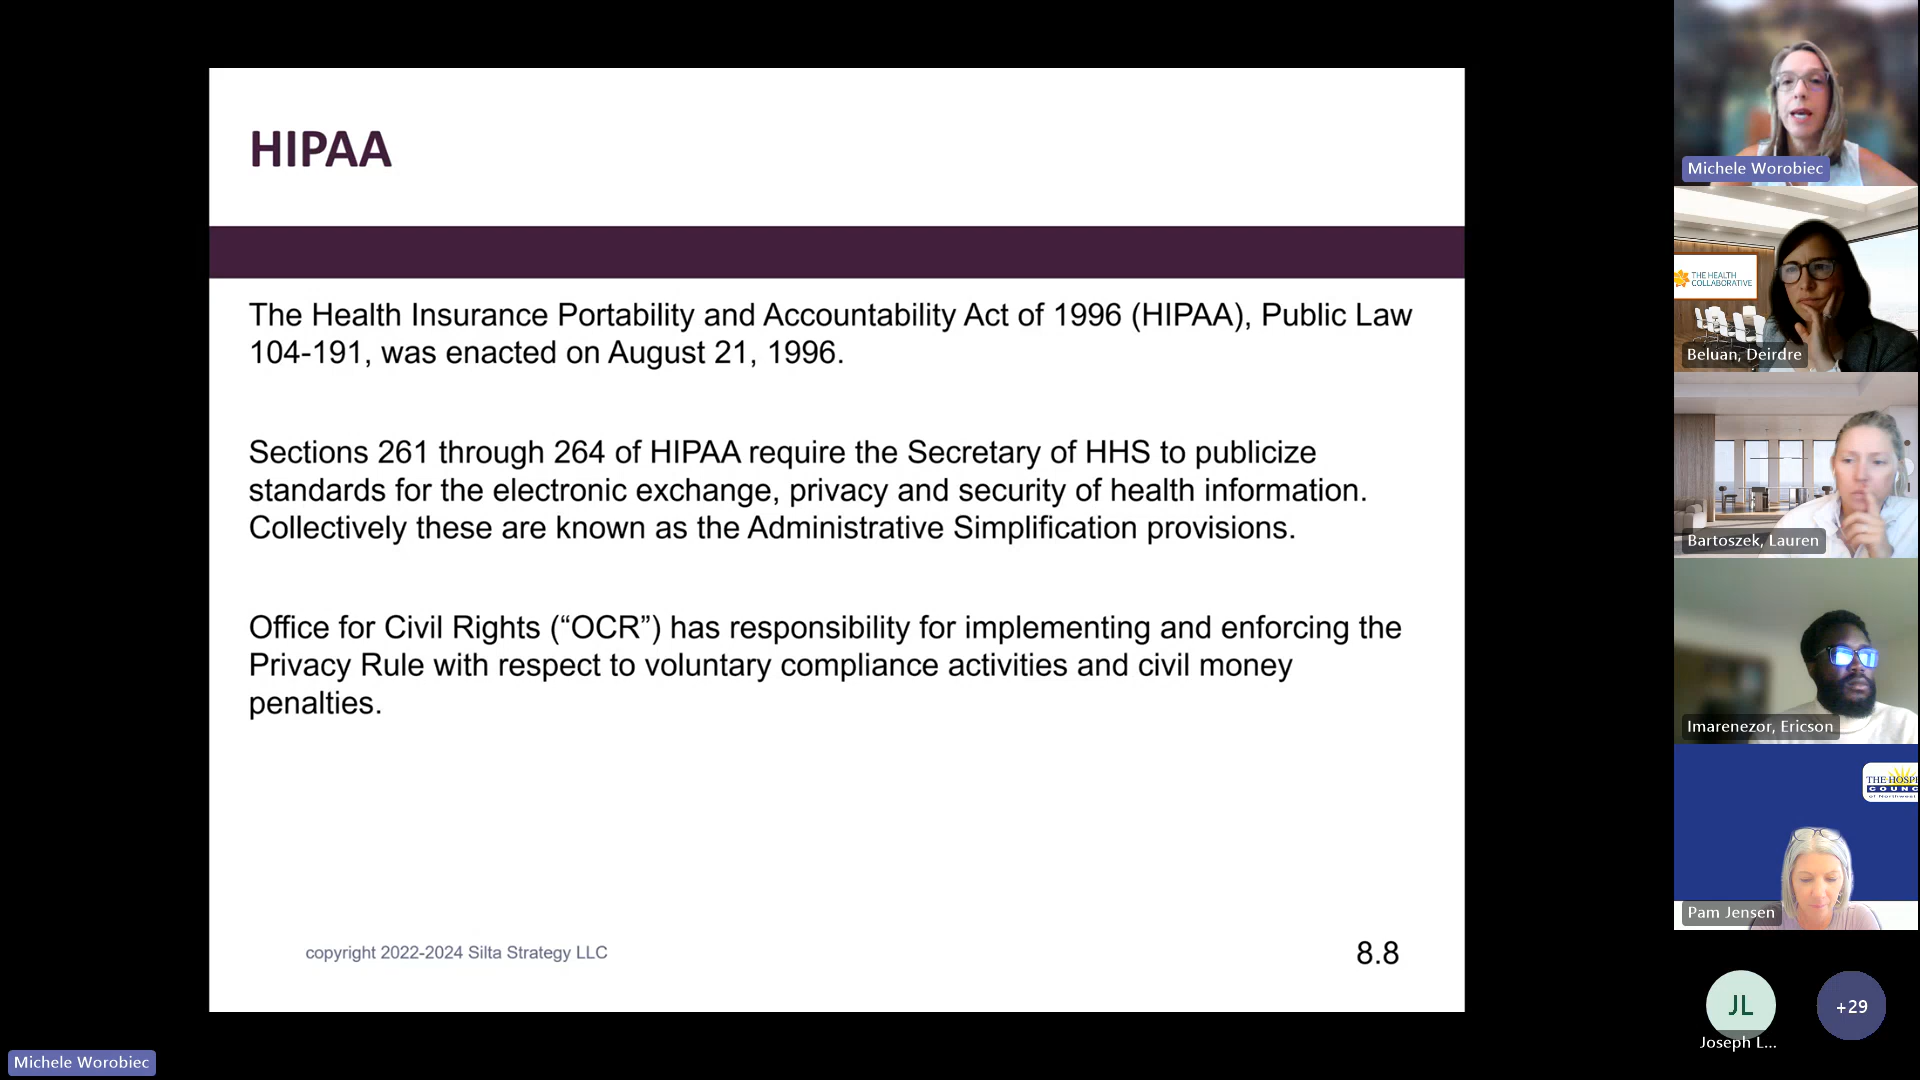 HIPAA
The Health Insurance Portability and Accountability Act of 1996 (HIPAA), Public Law
104-191, was enacted on August 21, 1996.
Sections 261 through 264 of HIPAA require the Secretary of HHS to publicize
standards for the electronic exchange, privacy and security of health information.
Collectively these are known as the Administrative Simplification provisions.
Office for Civil Rights (“OCR”) has responsibility for implementing and enforcing the
Privacy Rule with respect to voluntary compliance activities and civil money
penalties.
copyright 2022-2024 Silta Strategy LLC
8.8
Michele Worobiec
Michele Worobiec
THE HEALTH
COLLABORATIVE
Beluan, Deirdre
Bartoszek, Lauren
Imarenezor, Ericson
THE HOSPI
COUNC
of Northwest
Pam Jensen
JL
Joseph L...
+29